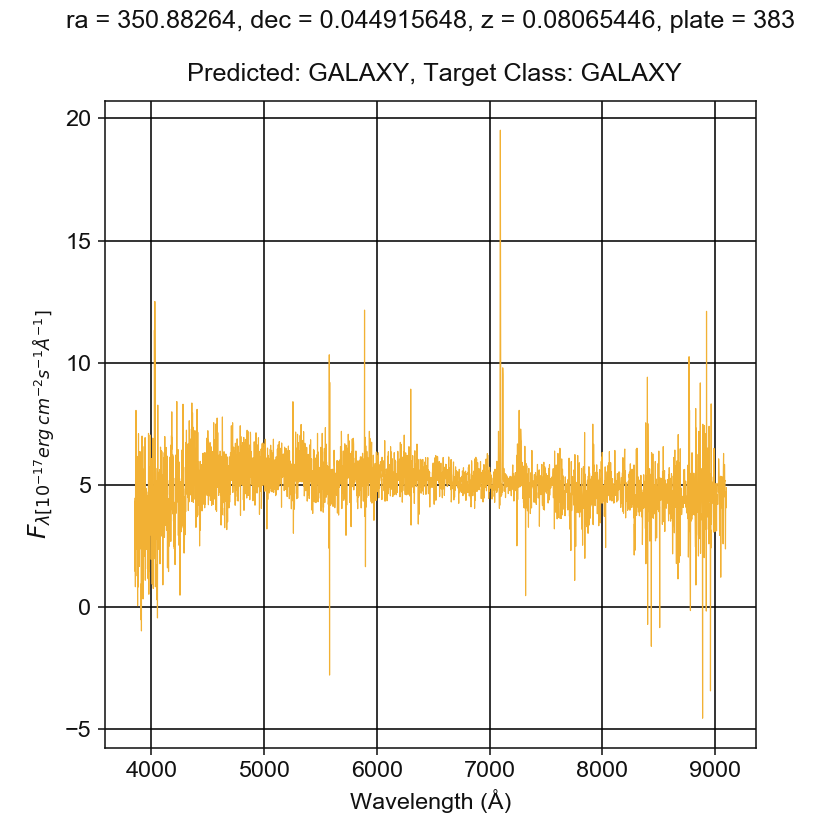 ra = 350.88264, dec = 0.044915648, z = 0.08065446, plate = 383
Predicted: GALAXY, Target Class: GALAXY
20
15
10
5
0
−5
F_{λ[10^{−17} erg cm^{−2} s^{−1} Å^{−1}]}
4000 5000 6000 7000 8000 9000
Wavelength (Å)